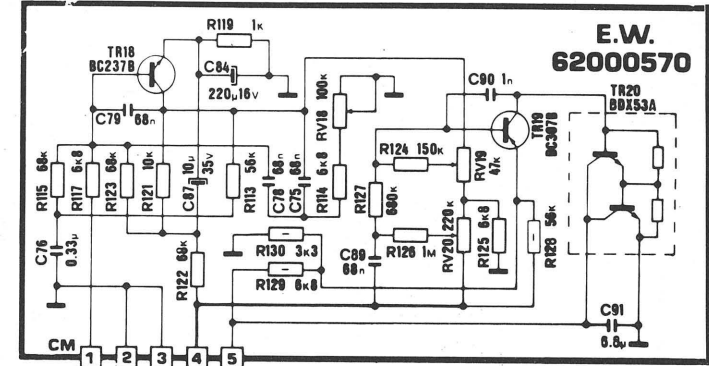 R119 1K
E.W.
62000570
TR18
BC237B
C84
220µ16V
C90 1n
TR20
BDX53A
C79 68n
RV18 100K
TR19
BC307B
R124 150K
RV19
47K
R115 68K
R117 6K8
R123 68K
R121 10K
C87 10µ
35V
R113 56K
C78 68n
C75 68n
R114 6K8
R127
680K
C76
0.33µ
R122 68K
R130 3K3
R129 6K8
C89
68n
R126 1M
RV20 220K
R125 6K8
R128 56K
C91
6.8µ
CM
1 2 3 4 5